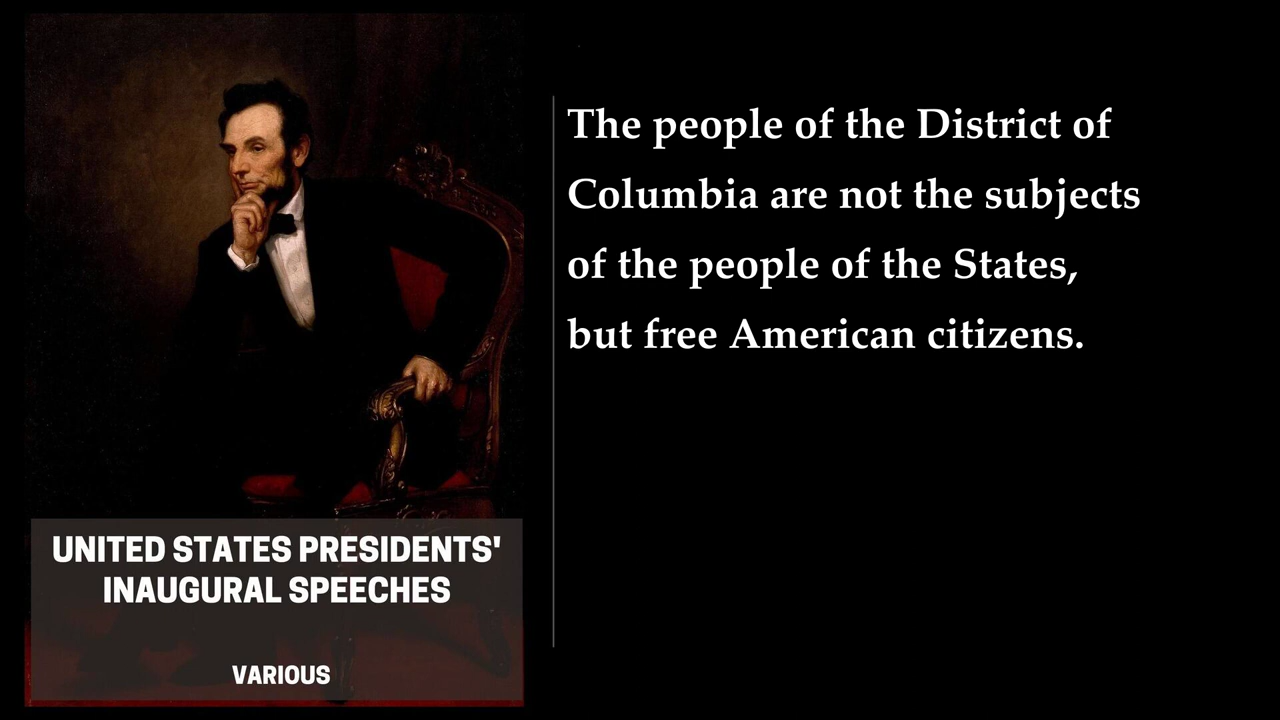 The people of the District of
Columbia are not the subjects
of the people of the States,
but free American citizens.
UNITED STATES PRESIDENTS'
INAUGURAL SPEECHES
VARIOUS